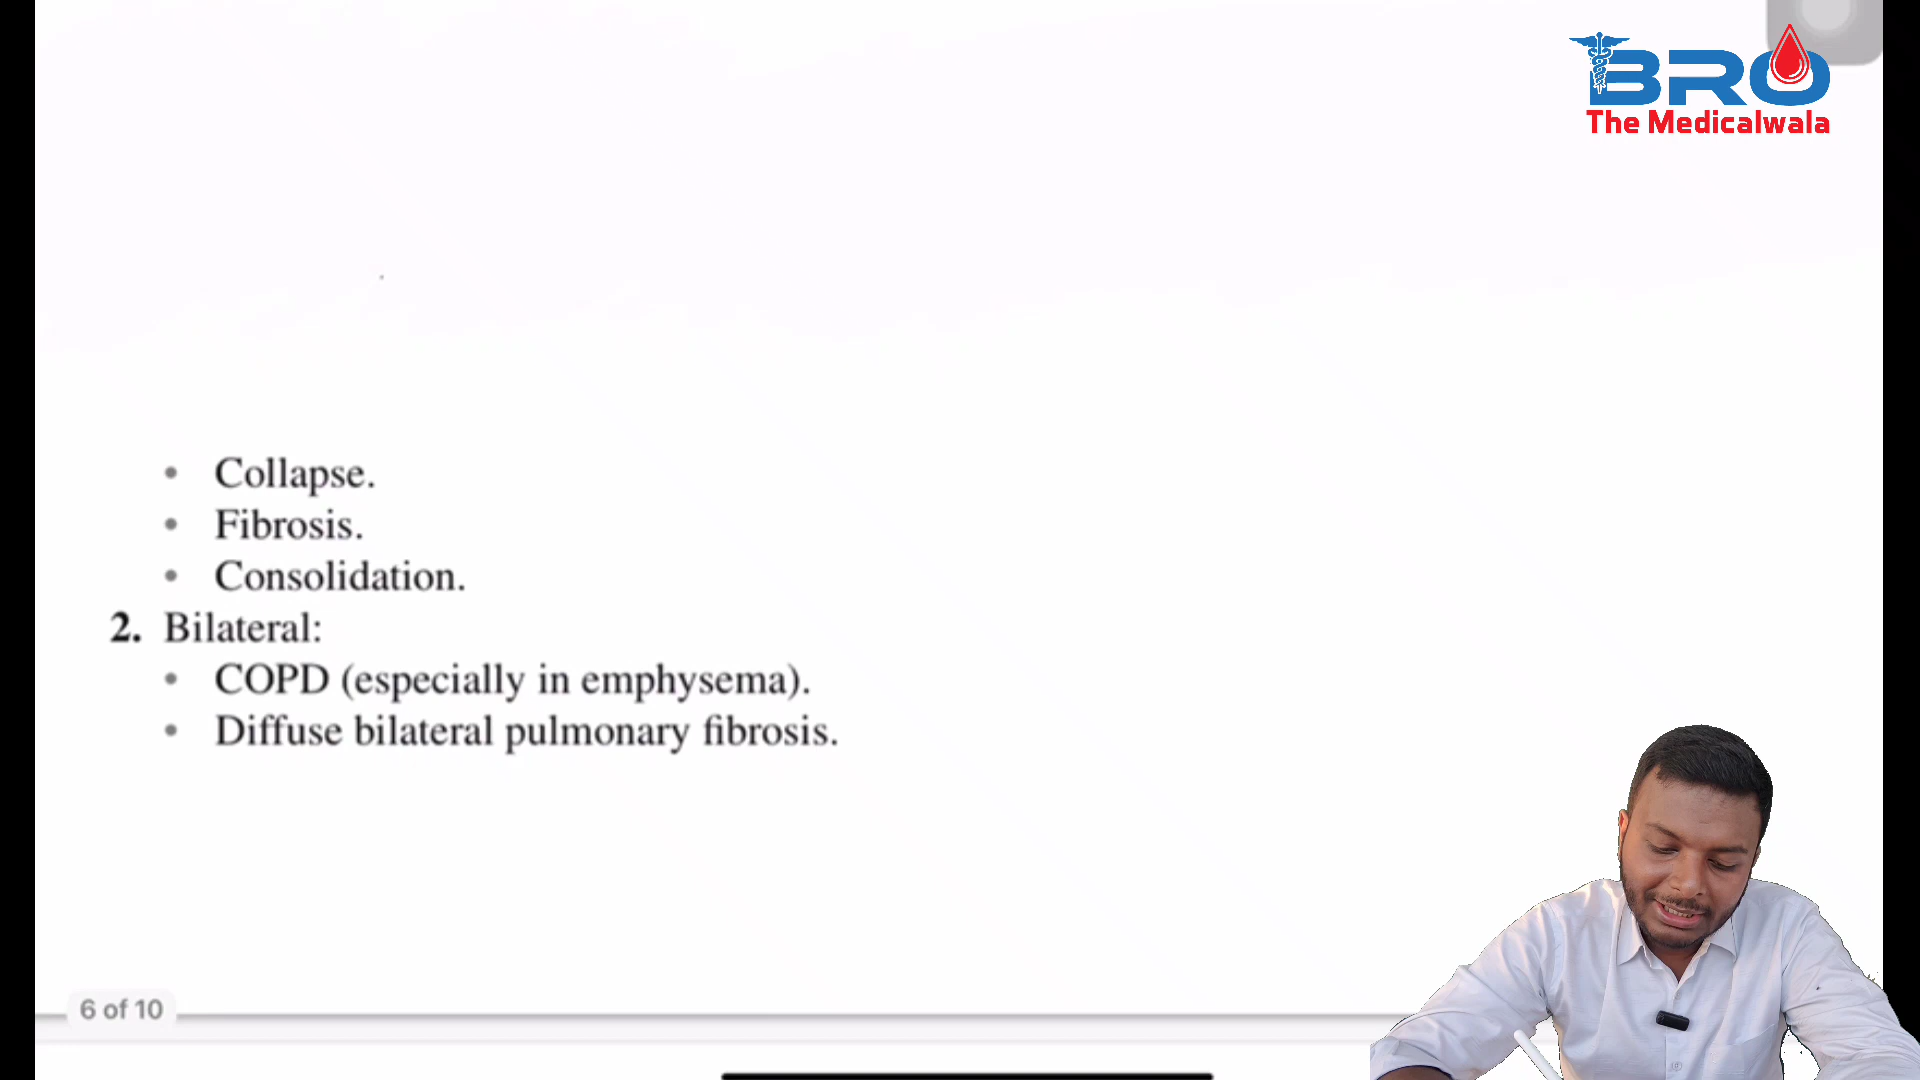 BRO
The Medicalwala
• Collapse.
• Fibrosis.
• Consolidation.
2. Bilateral:
• COPD (especially in emphysema).
• Diffuse bilateral pulmonary fibrosis.
6 of 10